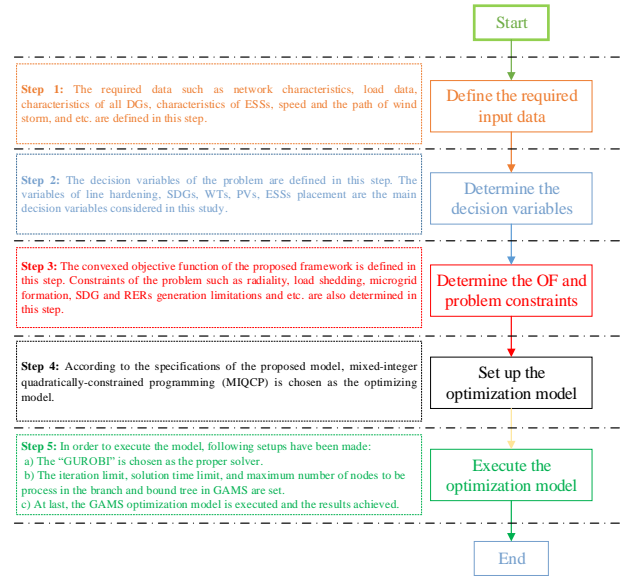 Start
Step 1: The required data such as network characteristics, load data,
characteristics of all DGs, characteristics of ESSs, speed and the path of wind
storm, and etc. are defined in this step.
Define the required
input data
Step 2: The decision variables of the problem are defined in this step. The
variables of line hardening, SDGs, WTs, PVs, ESSs placement are the main
decision variables considered in this study.
Determine the
decision variables
Step 3: The convexed objective function of the proposed framework is defined in
this step. Constraints of the problem such as radiality, load shedding, microgrid
formation, SDG and RERs generation limitations and etc. are also determined in
this step.
Determine the OF and
problem constraints
Step 4: According to the specifications of the proposed model, mixed-integer
quadratically-constrained programming (MIQCP) is chosen as the optimizing
model.
Set up the
optimization model
Step 5: In order to execute the model, following setups have been made:
a) The “GUROBI” is chosen as the proper solver.
b) The iteration limit, solution time limit, and maximum number of nodes to be
process in the branch and bound tree in GAMS are set.
c) At last, the GAMS optimization model is executed and the results achieved.
Execute the
optimization model
End